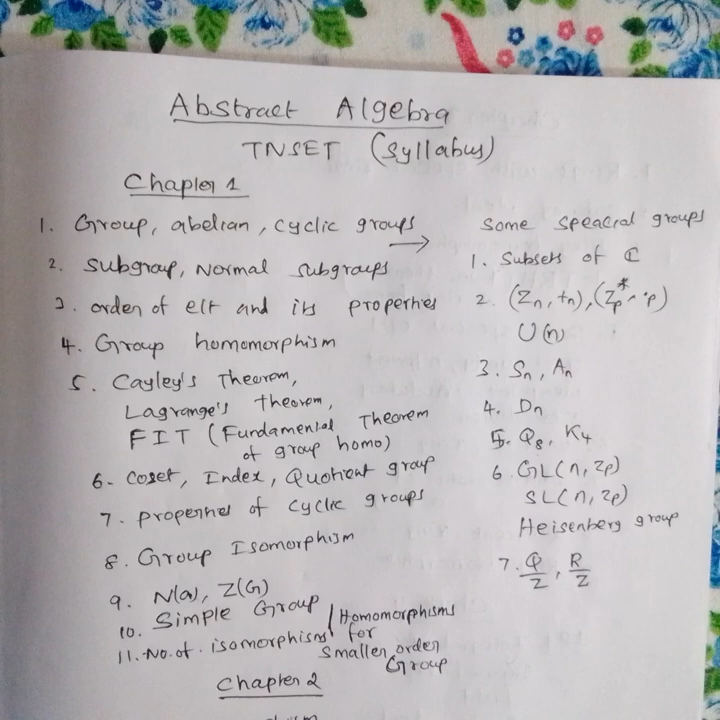 Abstract Algebra
TNSET (Syllabus)
Chapter 1
1. Group, abelian, cyclic groups →
2. Subgroup, Normal subgroups
3. order of elt and its properties
4. Group homomorphism
5. Cayley's Theorem,
Lagrange's theorem,
FIT (Fundamental Theorem
of group homo)
6. Coset, Index, Quotient group
7. properties of cyclic groups
8. Group Isomorphism
9. N(a), Z(G)
10. Simple Group
11. No. of. isomorphisms / Homomorphisms for
Smaller order
Group
Chapter 2
Some speacial groups
1. Subsets of ℂ
2. (Zn, +n), (Zp*, ·p)
U(n)
3. Sn, An
4. Dn
5. Q8, K4
6. GL(n, Zp)
SL(n, Zp)
Heisenberg group
7. Q/Z, R/Z